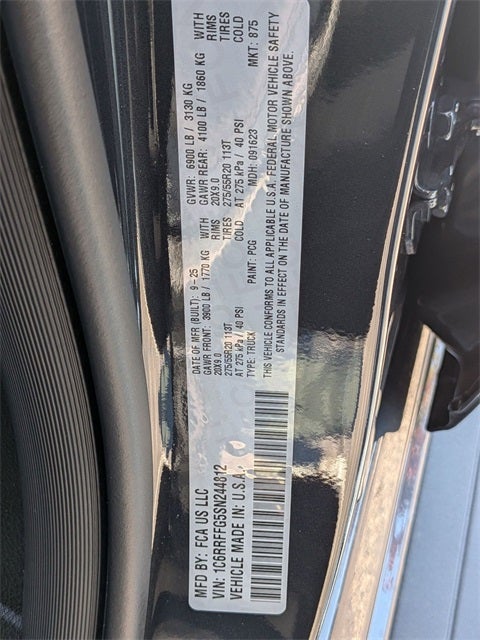 MFD BY: FCA US LLC
VIN: 1C6RRFFG5SN244812
VEHICLE MADE IN: U.S.A.
DATE OF MFR (BUILT): 9-25
GVWR: 6900 LB / 3130 KG
GAWR FRONT: 3900 LB / 1770 KG WITH
GAWR REAR: 4100 LB / 1860 KG WITH
20X9.0 RIMS
20X9.0 RIMS
275/55R20 113T TIRES
275/55R20 113T TIRES
AT 275 kPa / 40 PSI COLD
AT 275 kPa / 40 PSI COLD
TYPE: TRUCK PAINT: PCG MDH: 091623 MKT: 875
THIS VEHICLE CONFORMS TO ALL APPLICABLE U.S.A. FEDERAL MOTOR VEHICLE SAFETY
STANDARDS IN EFFECT ON THE DATE OF MANUFACTURE SHOWN ABOVE.